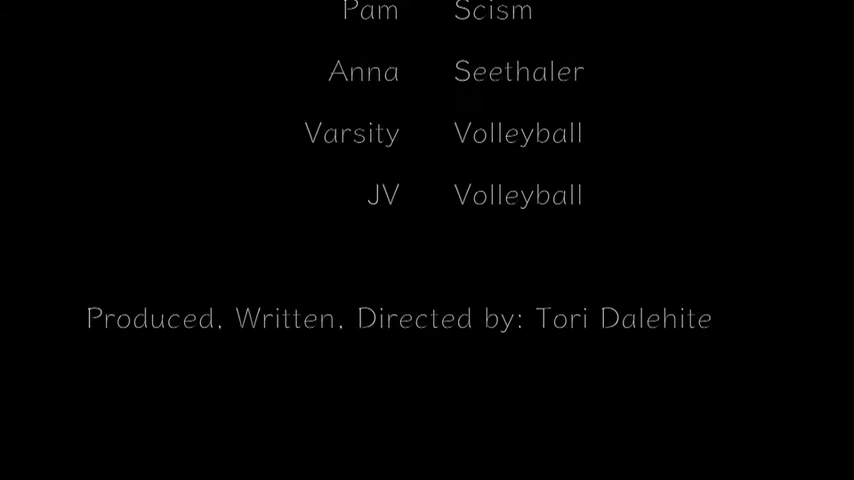 Pam Scism
Anna Seethaler
Varsity Volleyball
JV Volleyball
Produced, Written, Directed by: Tori Dalehite